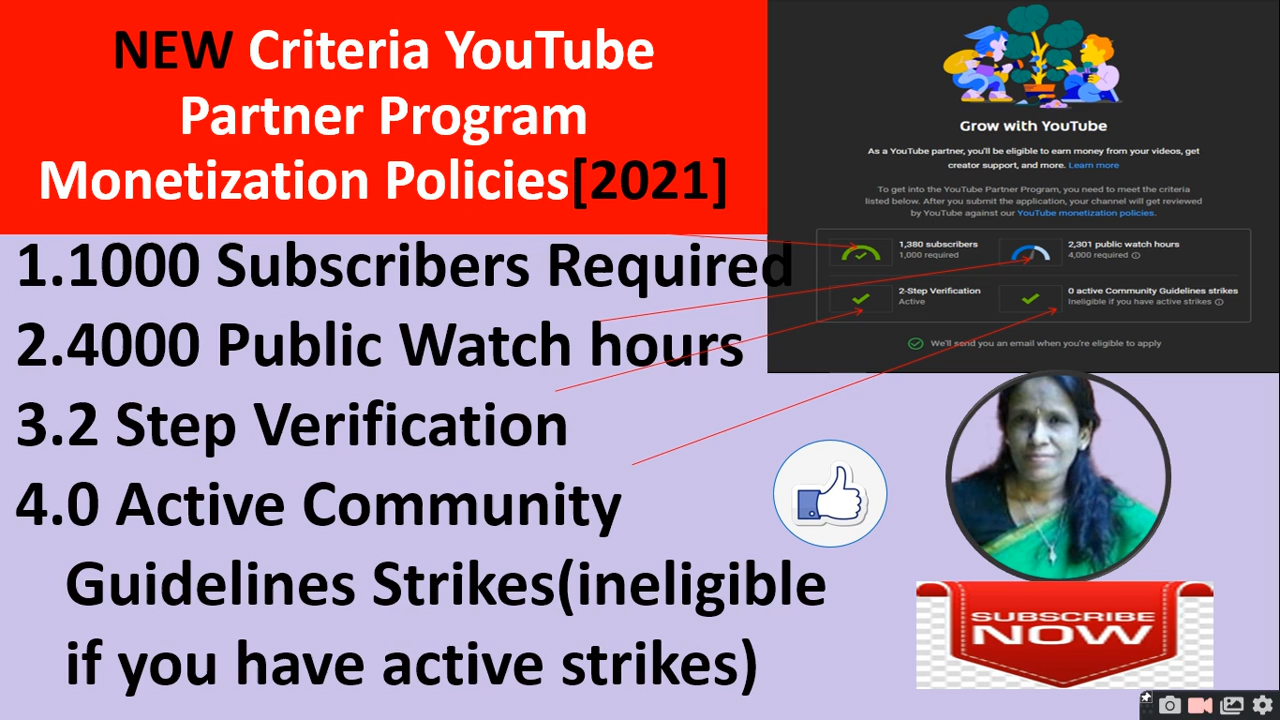 NEW Criteria YouTube
Partner Program
Monetization Policies[2021]
1.1000 Subscribers Required
2.4000 Public Watch hours
3.2 Step Verification
4.0 Active Community
Guidelines Strikes(ineligible
if you have active strikes)
Grow with YouTube
As a YouTube partner, you'll be eligible to earn money from your videos, get
creator support, and more. Learn more
To get into the YouTube Partner Program, you need to meet the criteria
listed below. After you submit the application, your channel will get reviewed
by YouTube against our YouTube monetization policies.
1,380 subscribers
1,000 required
2,301 public watch hours
4,000 required
2-Step Verification
Active
0 active Community Guidelines strikes
Ineligible if you have active strikes
We'll send you an email when you're eligible to apply
SUBSCRIBE
NOW